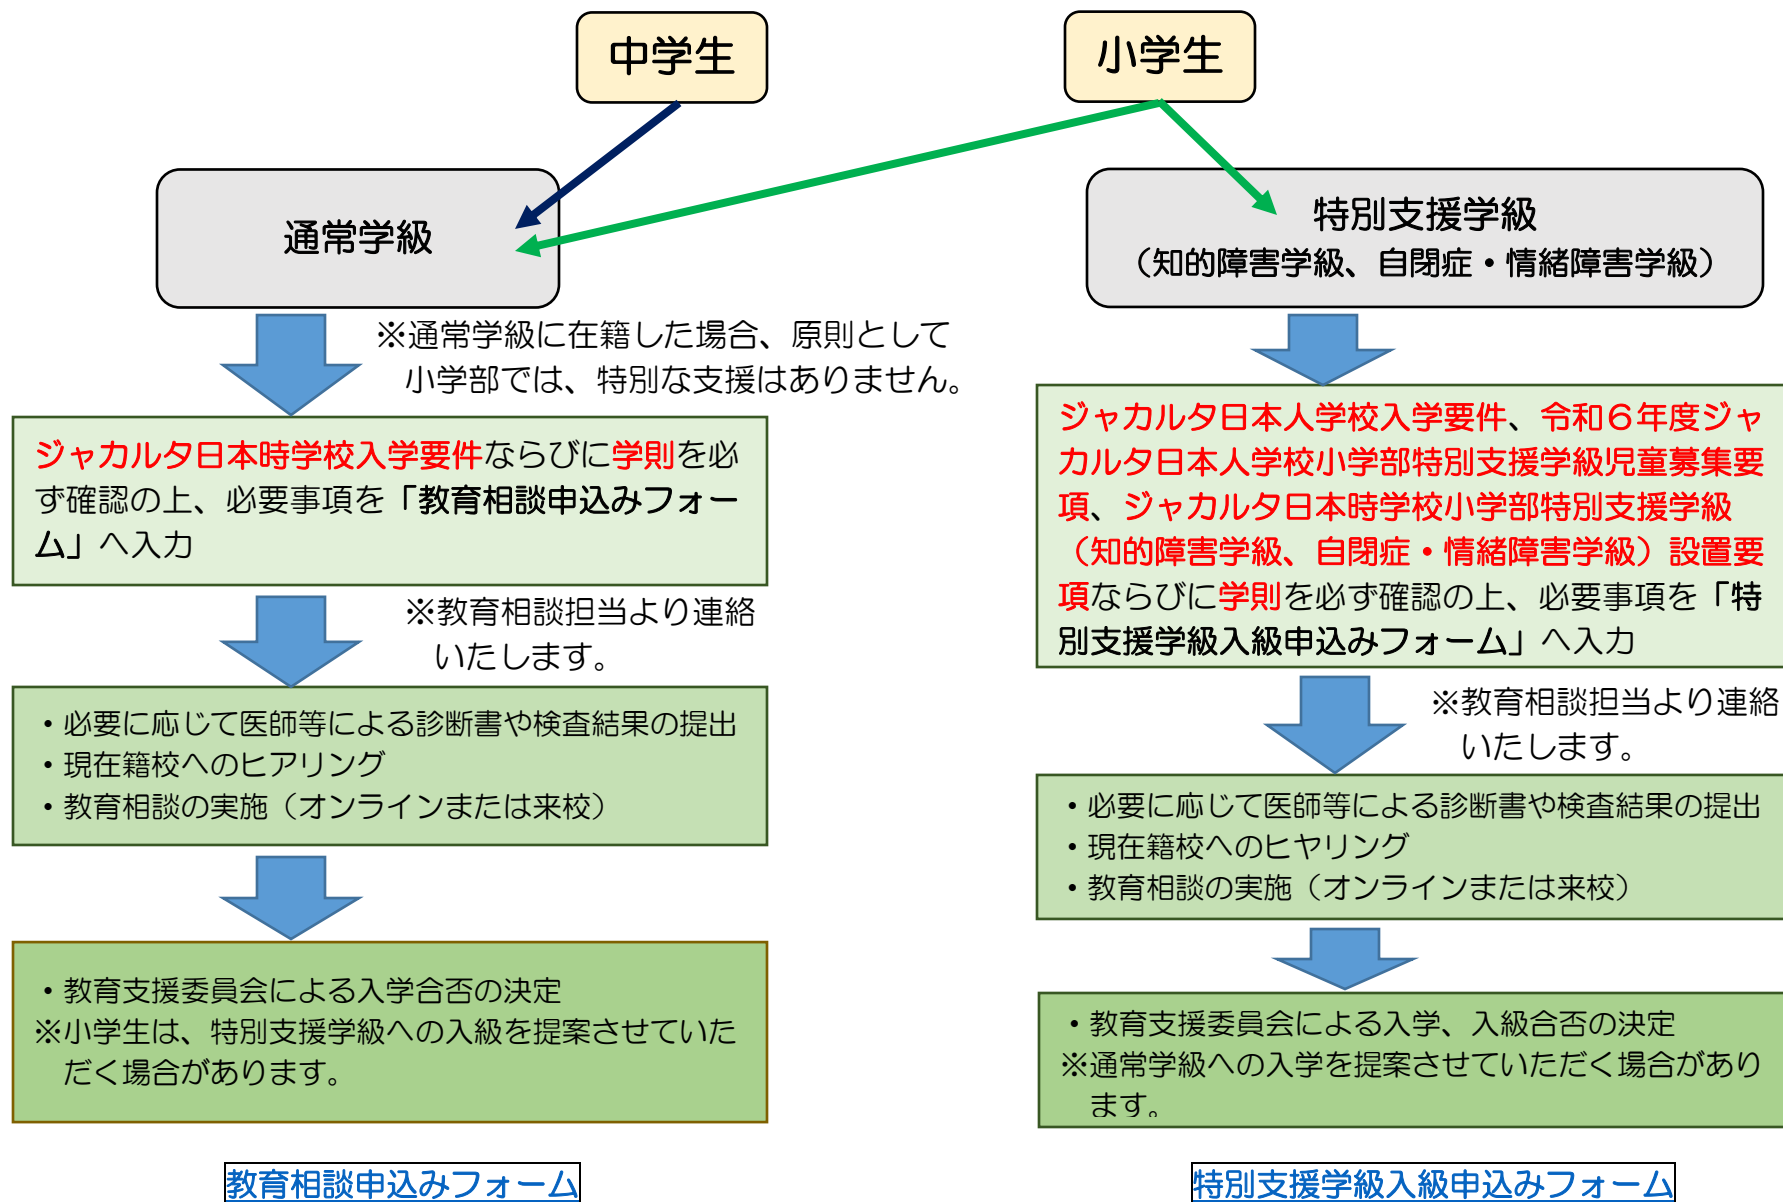 中学生
小学生
通常学級
特別支援学級
（知的障害学級、自閉症・情緒障害学級）
※通常学級に在籍した場合、原則として
小学部では、特別な支援はありません。
ジャカルタ日本時学校入学要件ならびに学則を必
ず確認の上、必要事項を「教育相談申込みフォー
ム」へ入力
※教育相談担当より連絡
いたします。
・必要に応じて医師等による診断書や検査結果の提出
・現在籍校へのヒアリング
・教育相談の実施（オンラインまたは来校）
・教育支援委員会による入学合否の決定
※小学生は、特別支援学級への入級を提案させていた
だく場合があります。
教育相談申込みフォーム
ジャカルタ日本人学校入学要件、令和６年度ジャ
カルタ日本人学校小学部特別支援学級児童募集要
項、ジャカルタ日本時学校小学部特別支援学級
（知的障害学級、自閉症・情緒障害学級）設置要
項ならびに学則を必ず確認の上、必要事項を「特
別支援学級入級申込みフォーム」へ入力
※教育相談担当より連絡
いたします。
・必要に応じて医師等による診断書や検査結果の提出
・現在籍校へのヒヤリング
・教育相談の実施（オンラインまたは来校）
・教育支援委員会による入学、入級合否の決定
※通常学級への入学を提案させていただく場合があり
ます。
特別支援学級入級申込みフォーム